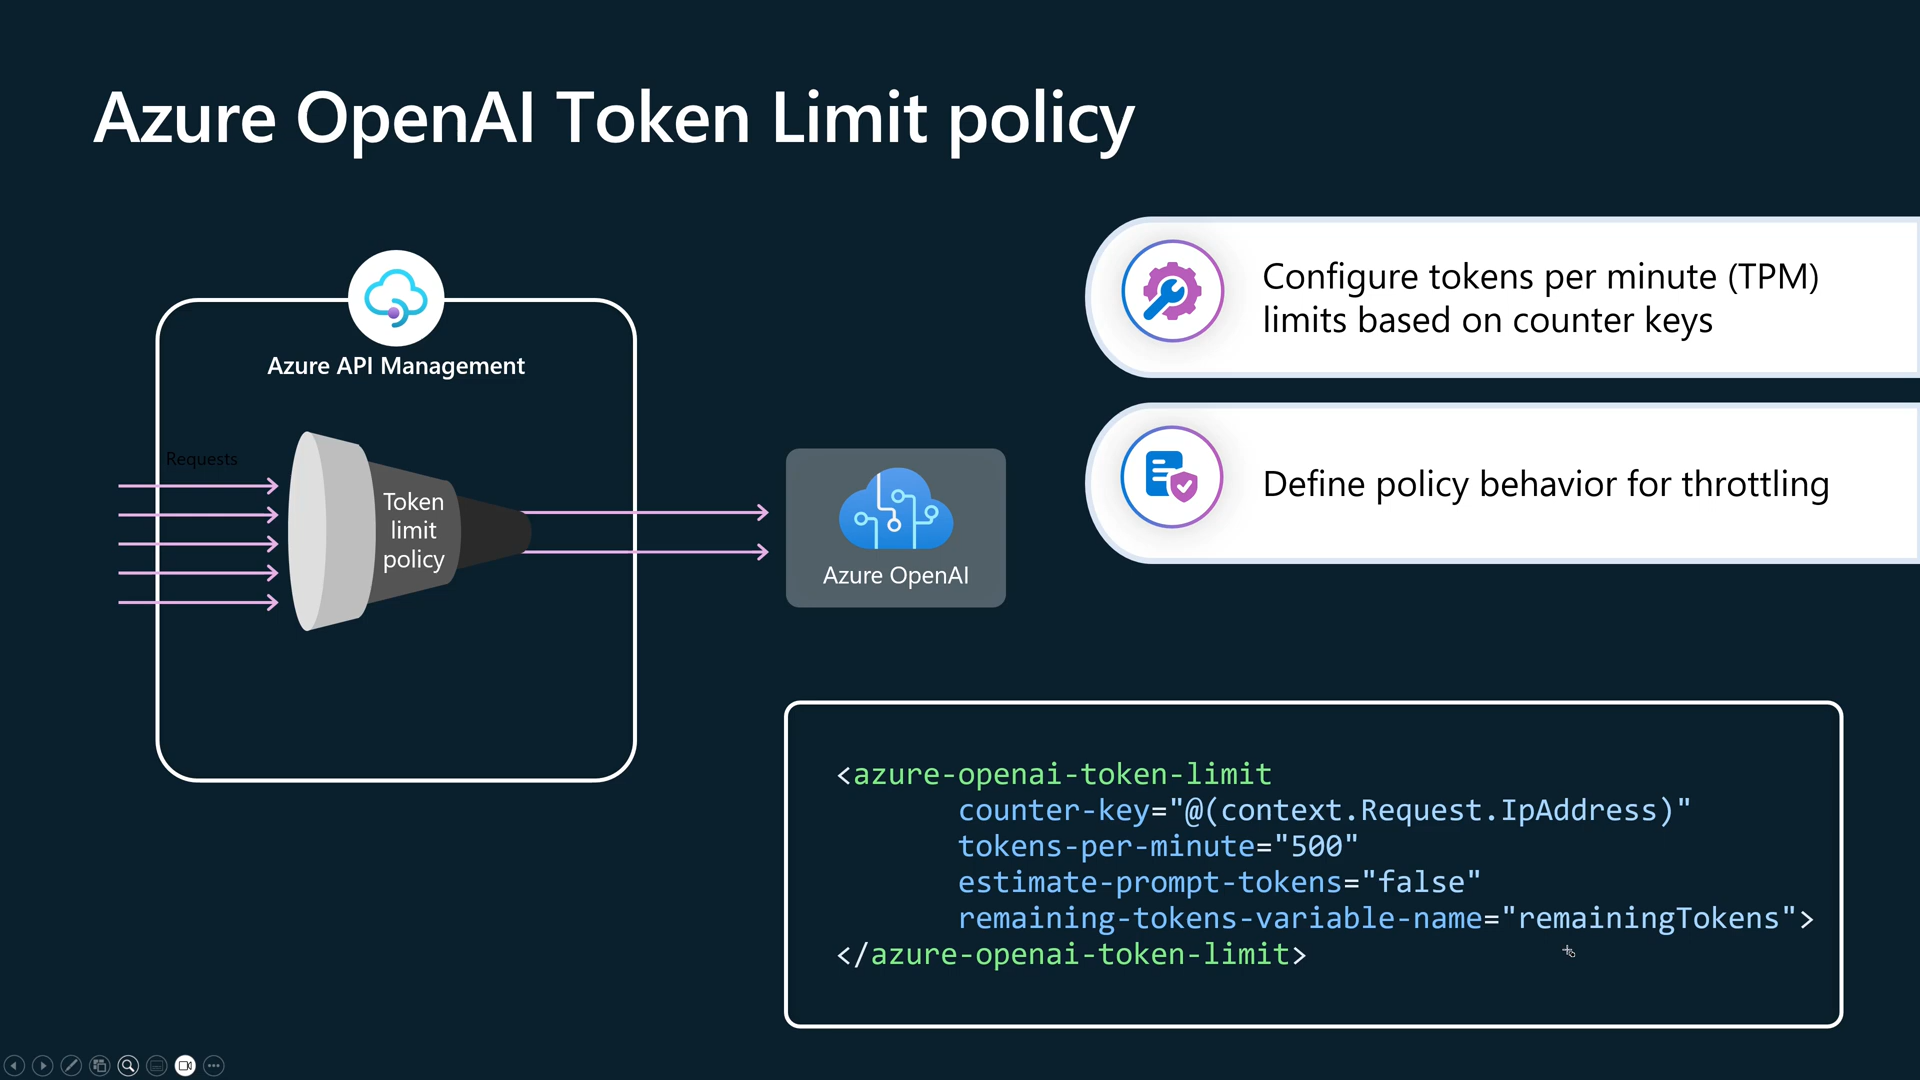 Azure OpenAI Token Limit policy
Azure API Management
Requests
Token
limit
policy
Azure OpenAI
Configure tokens per minute (TPM)
limits based on counter keys
Define policy behavior for throttling
<azure-openai-token-limit
counter-key="@(context.Request.IpAddress)"
tokens-per-minute="500"
estimate-prompt-tokens="false"
remaining-tokens-variable-name="remainingTokens">
</azure-openai-token-limit>